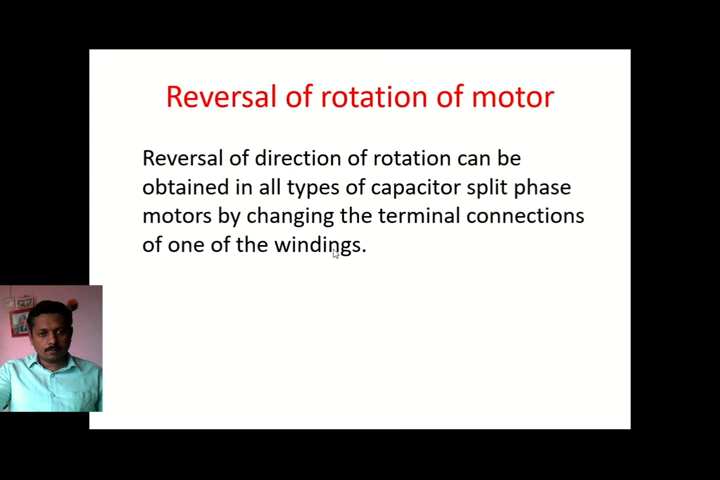 Reversal of rotation of motor
Reversal of direction of rotation can be
obtained in all types of capacitor split phase
motors by changing the terminal connections
of one of the windings.